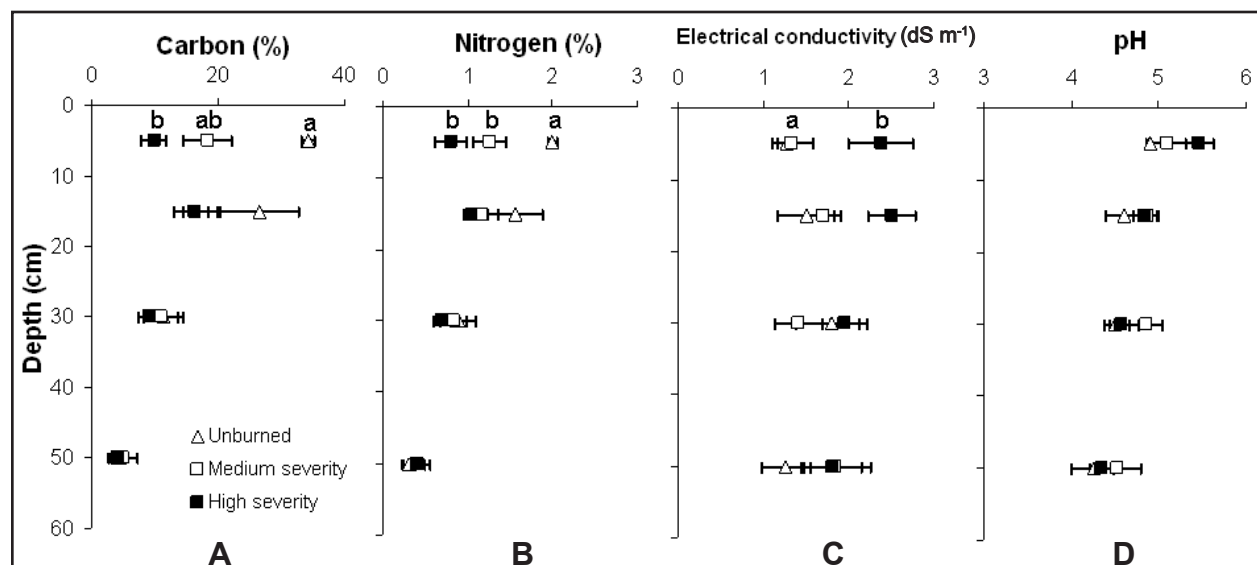 Carbon (%)
0 20 40
Nitrogen (%)
0 1 2 3
Electrical conductivity (dS m⁻¹)
0 1 2 3
pH
3 4 5 6
Depth (cm)
0
10
20
30
40
50
60
b ab a
b b a
a b
Unburned
Medium severity
High severity
A B C D